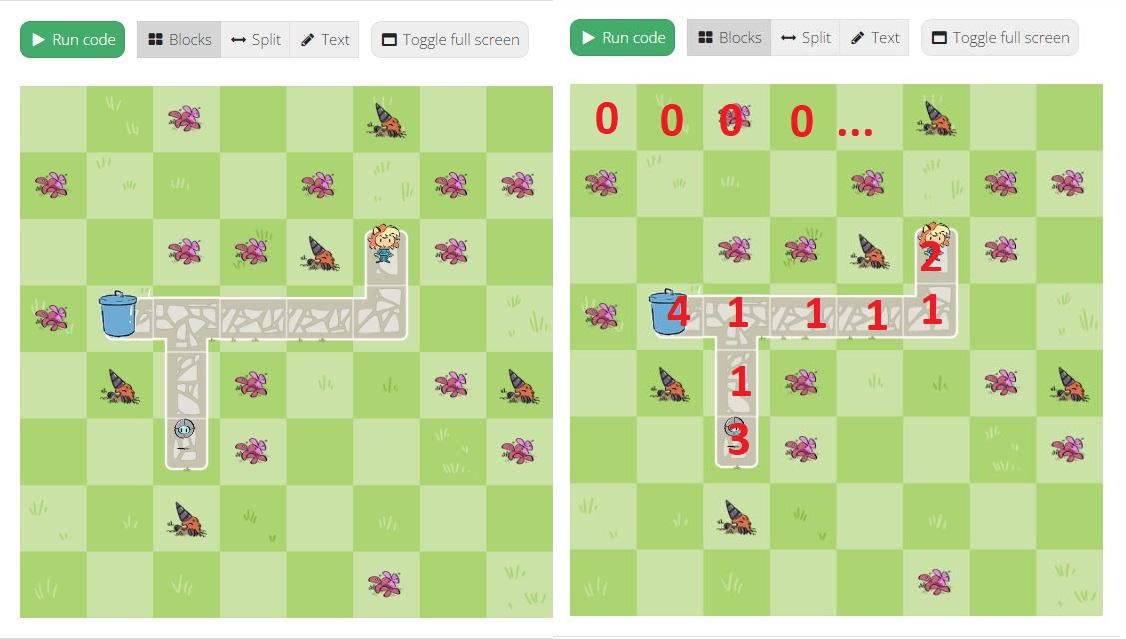 Run code Blocks Split Text Toggle full screen
Run code Blocks Split Text Toggle full screen
0 0 0 0 ...
2
4 1 1 1 1
1
3